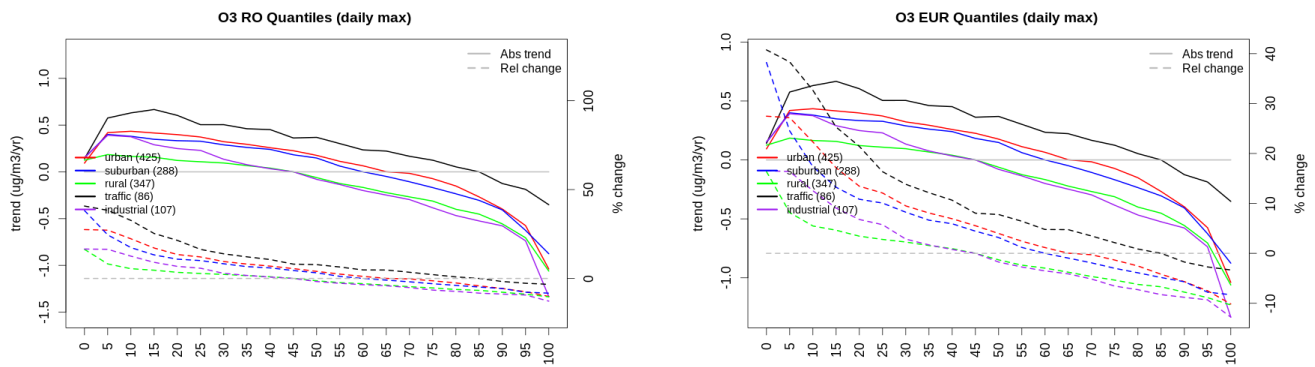 O3 RO Quantiles (daily max)
Abs trend
Rel change
trend (ug/m3/yr)
1.0
0.5
0.0
-0.5
-1.0
-1.5
urban (425)
suburban (288)
rural (347)
traffic (86)
industrial (107)
100
50
0
% change
0 5 10 15 20 25 30 35 40 45 50 55 60 65 70 75 80 85 90 95 100
O3 EUR Quantiles (daily max)
Abs trend
Rel change
trend (ug/m3/yr)
1.0
0.5
0.0
-0.5
-1.0
urban (425)
suburban (288)
rural (347)
traffic (86)
industrial (107)
40
30
20
10
0
-10
% change
0 5 10 15 20 25 30 35 40 45 50 55 60 65 70 75 80 85 90 95 100